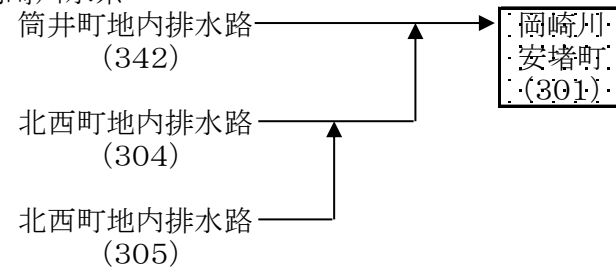 筒井町地内排水路
(342)
岡崎川
安堵町
(301)
北西町地内排水路
(304)
北西町地内排水路
(305)